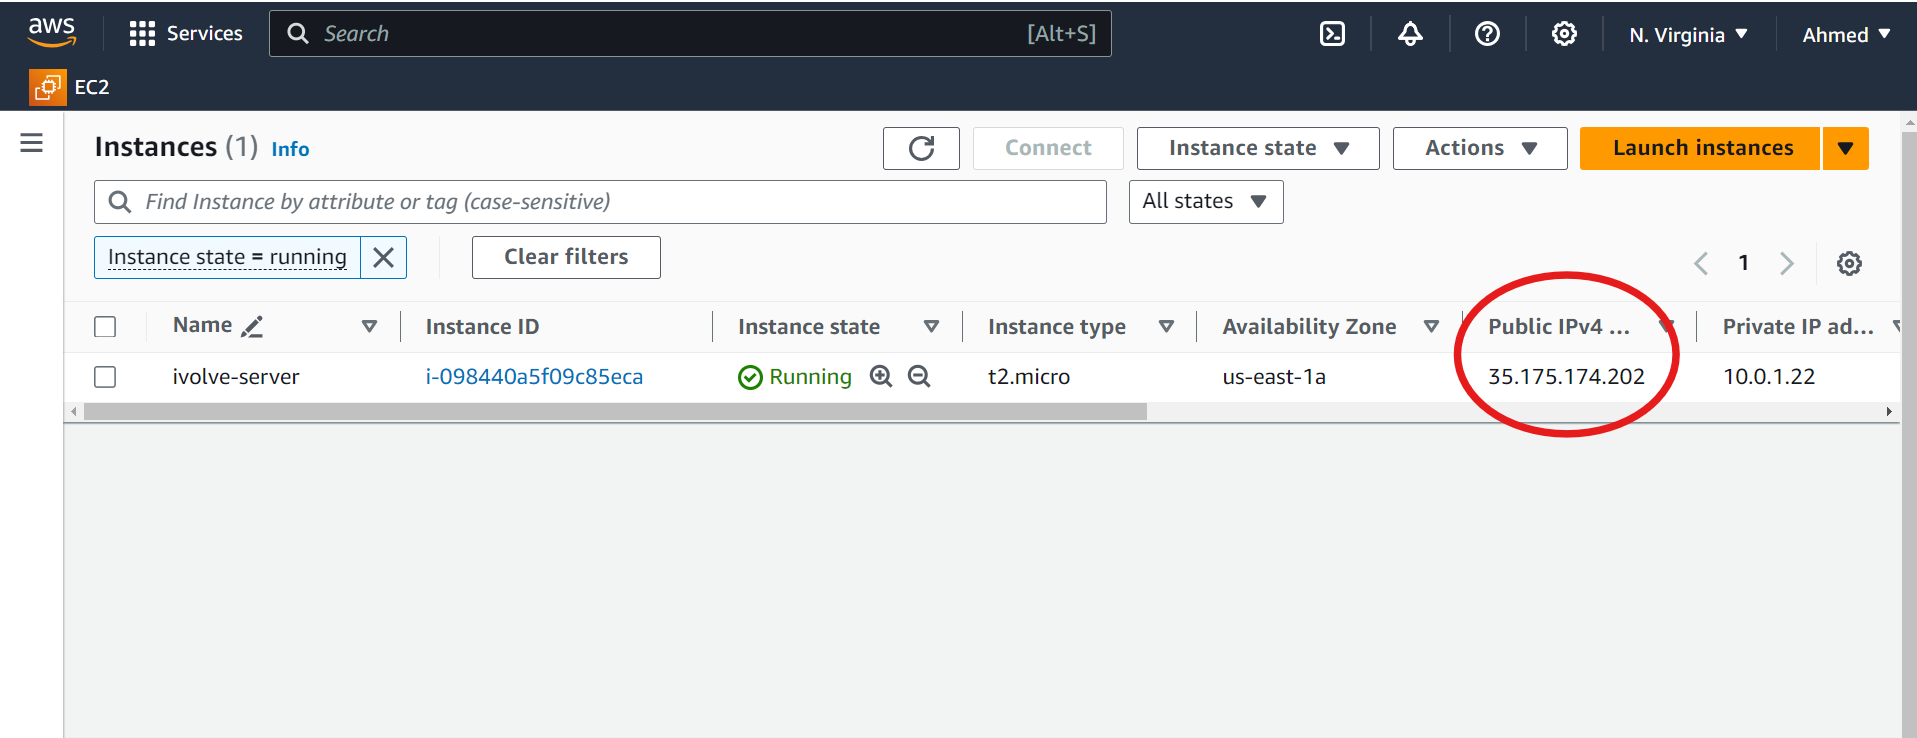 aws Services Search [Alt+S] N. Virginia Ahmed
EC2
Instances (1) Info Connect Instance state Actions Launch instances
Find Instance by attribute or tag (case-sensitive) All states
Instance state = running Clear filters
1
Name Instance ID Instance state Instance type Availability Zone Public IPv4 ... Private IP ad...
ivolve-server i-098440a5f09c85eca Running t2.micro us-east-1a 35.175.174.202 10.0.1.22